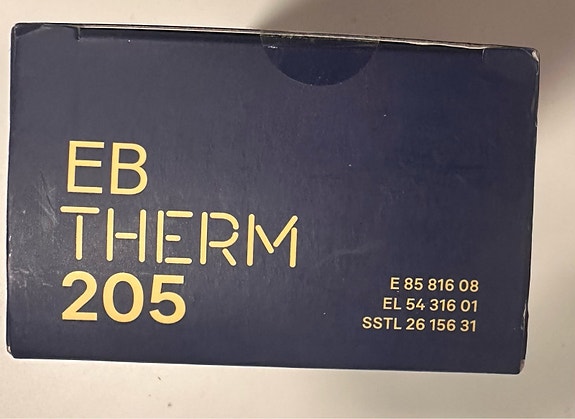 EB
THERM
205
E 85 816 08
EL 54 316 01
SSTL 26 156 31